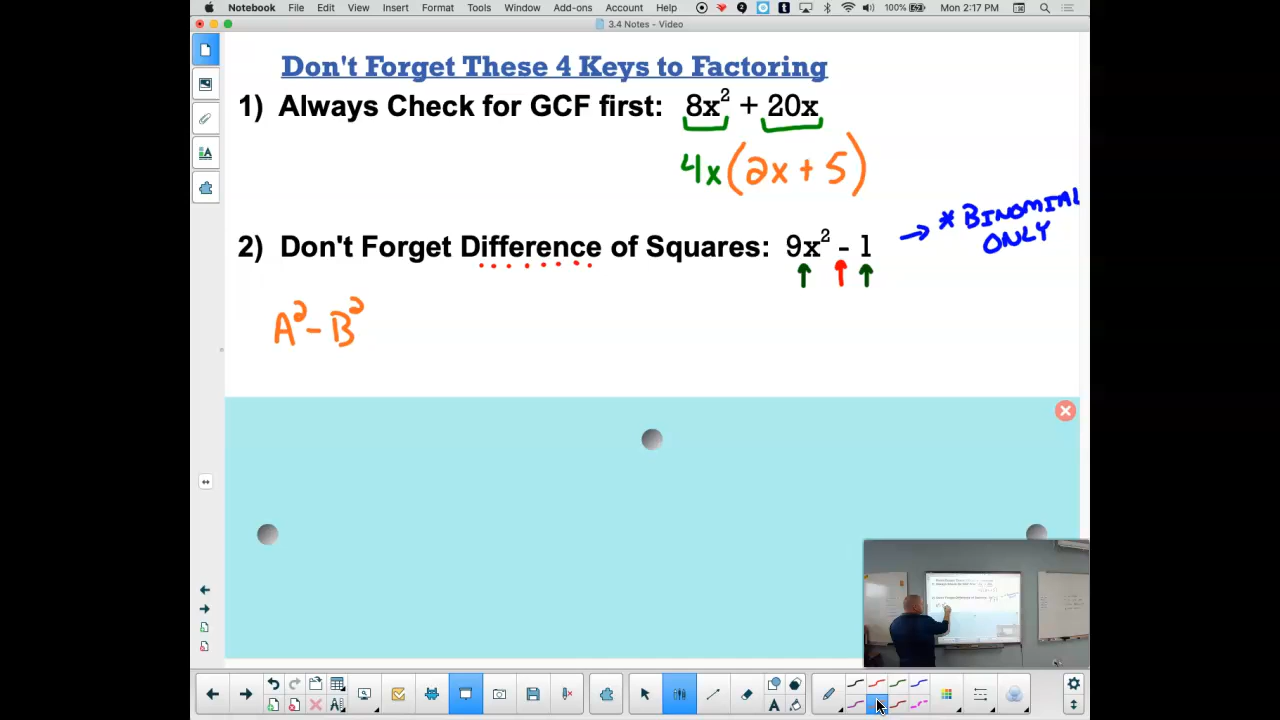 Notebook File Edit View Insert Format Tools Window Add-ons Account Help 100% Mon 2:17 PM
3.4 Notes - Video
Don't Forget These 4 Keys to Factoring
1) Always Check for GCF first: 8x² + 20x
4x(2x + 5)
→ * BINOMIAL
ONLY
2) Don't Forget Difference of Squares: 9x² - 1
A² - B²